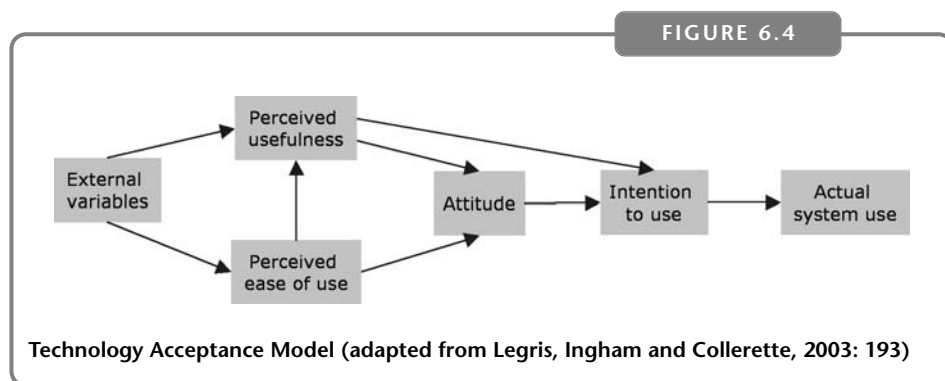 FIGURE 6.4
Perceived
usefulness
External
variables
Attitude
Intention
to use
Actual
system use
Perceived
ease of use
Technology Acceptance Model (adapted from Legris, Ingham and Collerette, 2003: 193)